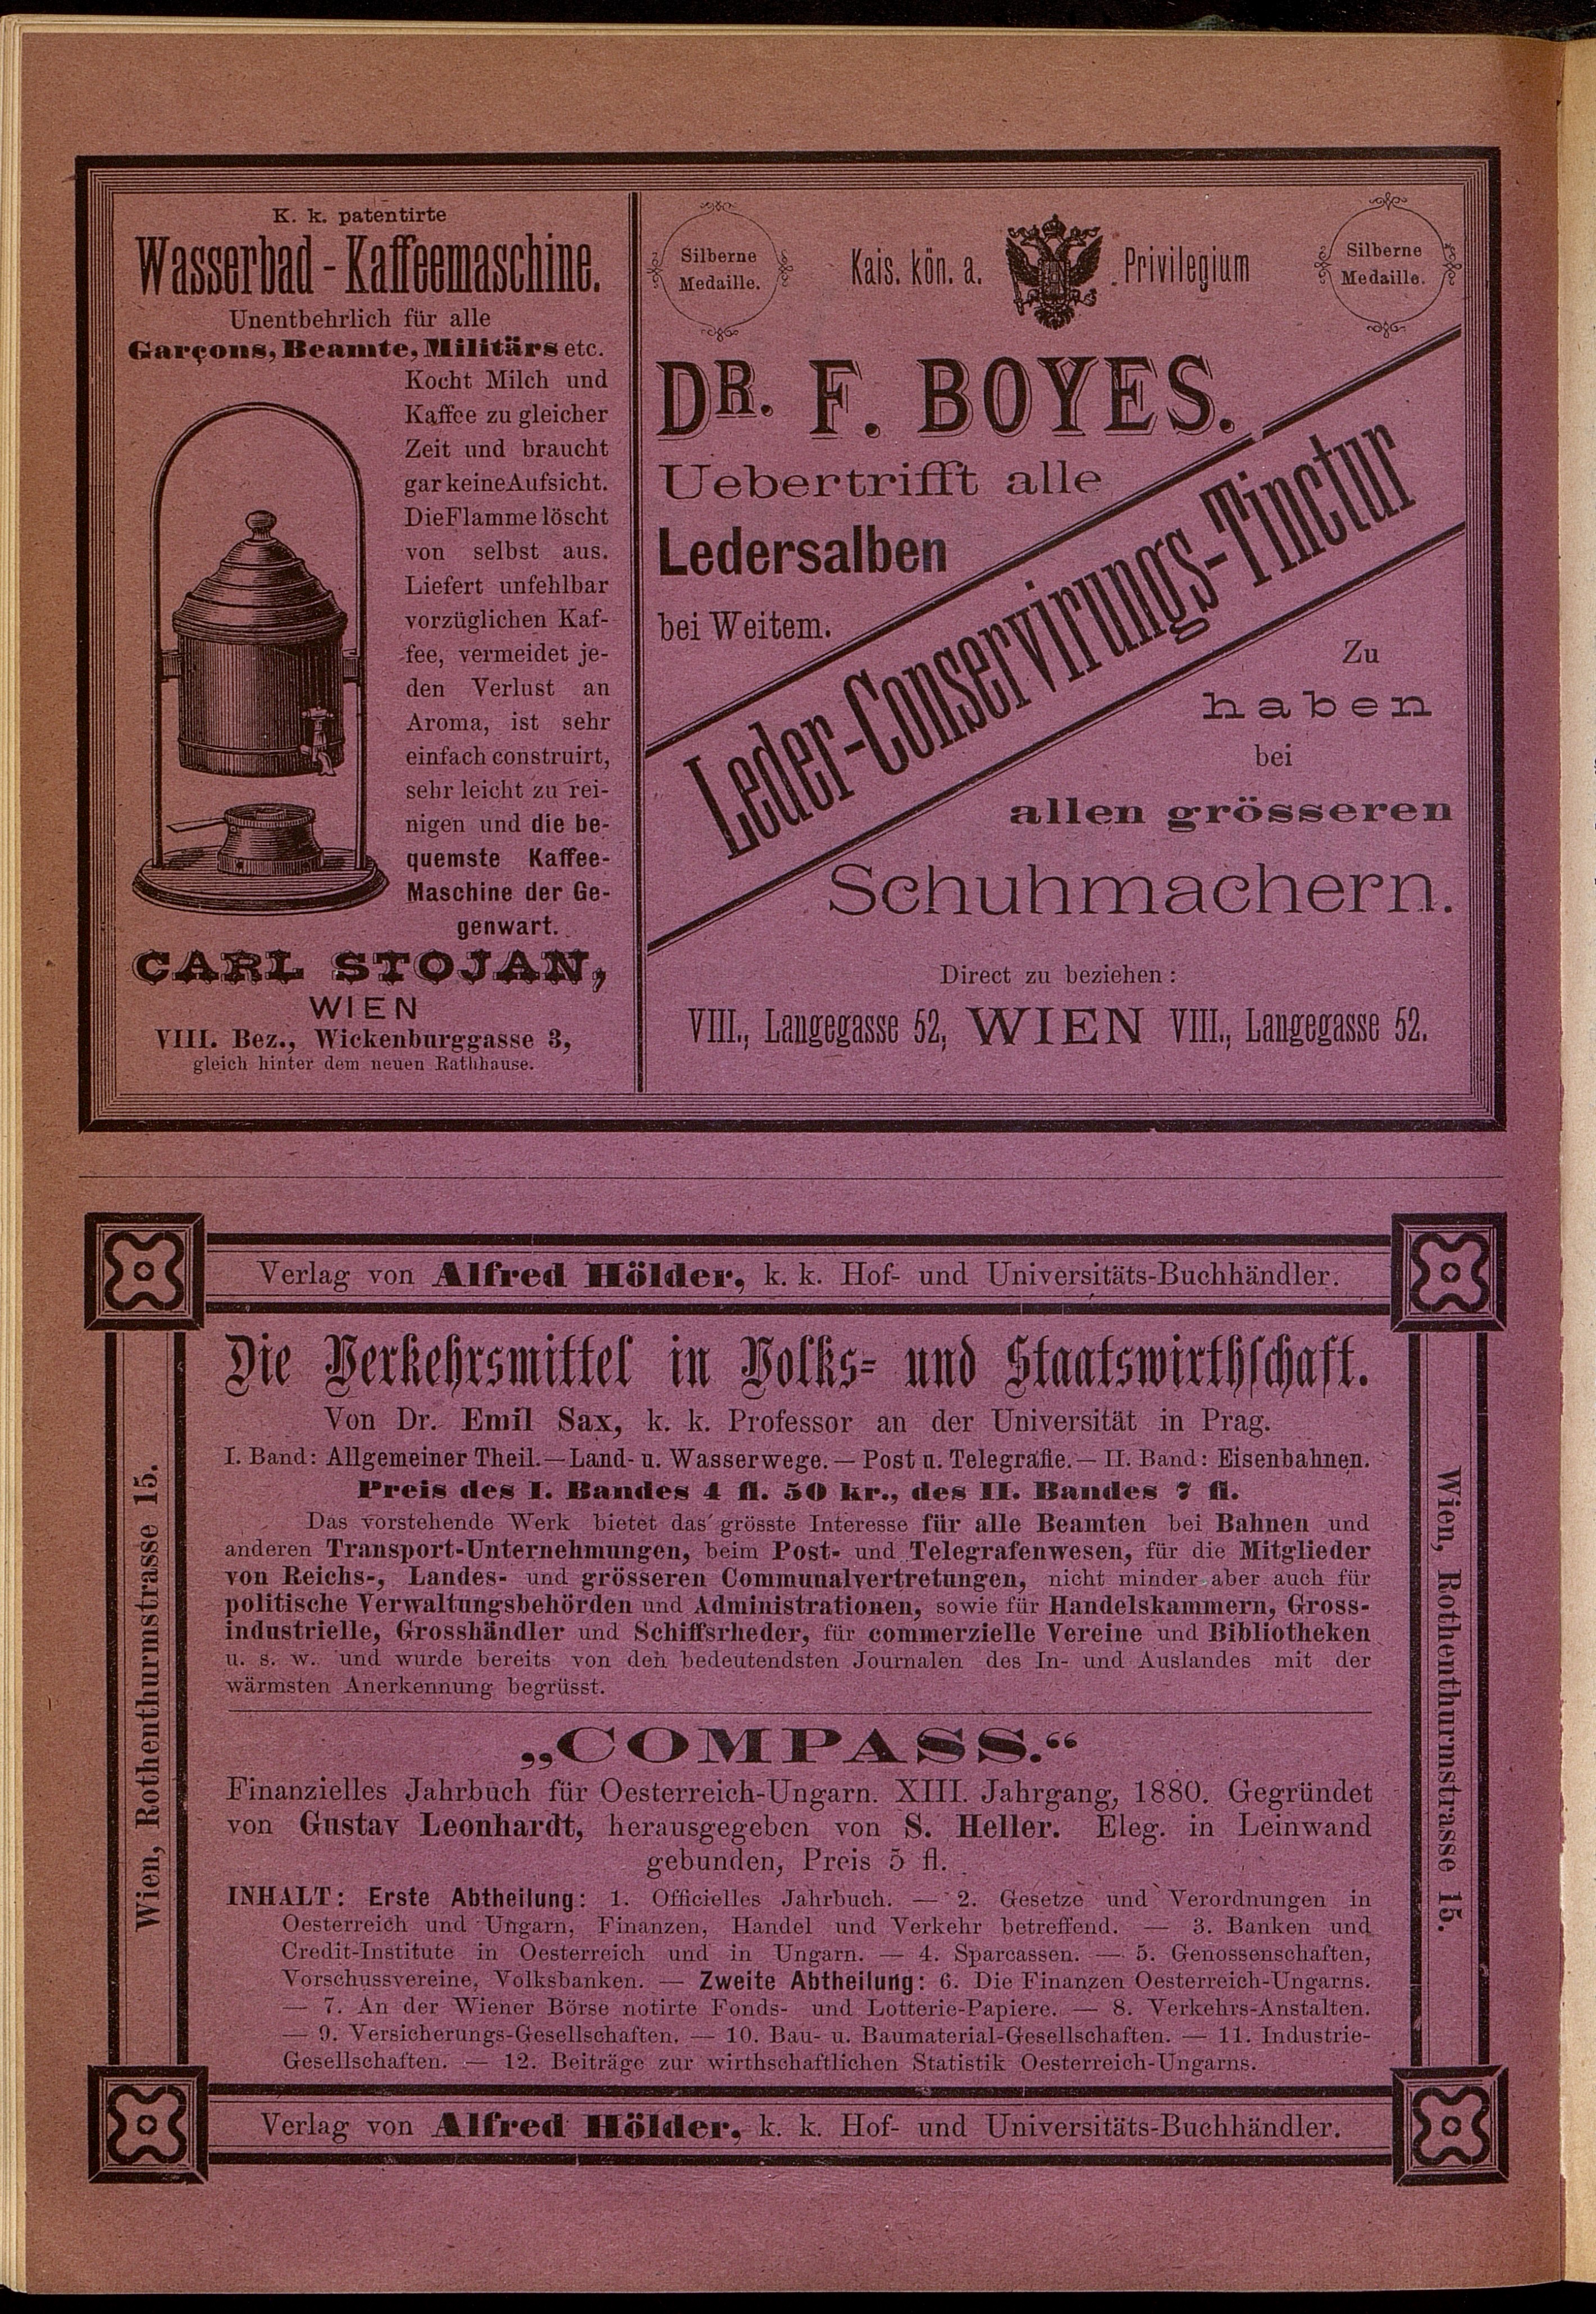 K. k. patentirte
Wasserbad-Kaffeemaschine.
Unentbehrlich für alle
Garçons, Beamte, Militärs etc.
Kocht Milch und
Kaffee zu gleicher
Zeit und braucht
gar keine Aufsicht.
Die Flamme löscht
von selbst aus.
Liefert unfehlbar
vorzüglichen Kaf-
fee, vermeidet je-
den Verlust an
Aroma, ist sehr
einfach construirt,
sehr leicht zu rei-
nigen und die be-
quemste Kaffee-
Maschine der Ge-
genwart.
CARL STOJAN,
WIEN
VIII. Bez., Wickenburggasse 3,
gleich hinter dem neuen Rathhause.
Silberne
Medaille.
Kais. kön. a. Privilegium
Silberne
Medaille.
DR. F. BOYES.
Uebertrifft alle
Ledersalben
bei Weitem.
Leder-Conservirungs-Tinctur
Zu
haben
bei
allen grösseren
Schuhmachern.
Direct zu beziehen:
VIII., Langegasse 52, WIEN VIII., Langegasse 52.
Verlag von Alfred Hölder, k. k. Hof- und Universitäts-Buchhändler.
Wien, Rothenthurmstrasse 15.
Die Verkehrsmittel in Volks- und Staatswirthschaft.
Von Dr. Emil Sax, k. k. Professor an der Universität in Prag.
I. Band: Allgemeiner Theil. — Land- u. Wasserwege. — Post u. Telegrafie. — II. Band: Eisenbahnen.
Preis des I. Bandes 4 fl. 50 kr., des II. Bandes 7 fl.
Das vorstehende Werk bietet das grösste Interesse für alle Beamten bei Bahnen und
anderen Transport-Unternehmungen, beim Post- und Telegrafenwesen, für die Mitglieder
von Reichs-, Landes- und grösseren Communalvertretungen, nicht minder aber auch für
politische Verwaltungsbehörden und Administrationen, sowie für Handelskammern, Gross-
industrielle, Grosshändler und Schiffsrheder, für commerzielle Vereine und Bibliotheken
u. s. w. und wurde bereits von den bedeutendsten Journalen des In- und Auslandes mit der
wärmsten Anerkennung begrüsst.
„COMPASS.“
Finanzielles Jahrbuch für Oesterreich-Ungarn. XIII. Jahrgang, 1880. Gegründet
von Gustav Leonhardt, herausgegeben von S. Heller. Eleg. in Leinwand
gebunden, Preis 5 fl.
INHALT: Erste Abtheilung: 1. Officielles Jahrbuch. — 2. Gesetze und Verordnungen in
Oesterreich und Ungarn, Finanzen, Handel und Verkehr betreffend. — 3. Banken und
Credit-Institute in Oesterreich und in Ungarn. — 4. Sparcassen. — 5. Genossenschaften,
Vorschussvereine, Volksbanken. — Zweite Abtheilung: 6. Die Finanzen Oesterreich-Ungarns.
— 7. An der Wiener Börse notirte Fonds- und Lotterie-Papiere. — 8. Verkehrs-Anstalten.
— 9. Versicherungs-Gesellschaften. — 10. Bau- u. Baumaterial-Gesellschaften. — 11. Industrie-
Gesellschaften. — 12. Beiträge zur wirthschaftlichen Statistik Oesterreich-Ungarns.
Wien, Rothenthurmstrasse 15.
Verlag von Alfred Hölder, k. k. Hof- und Universitäts-Buchhändler.